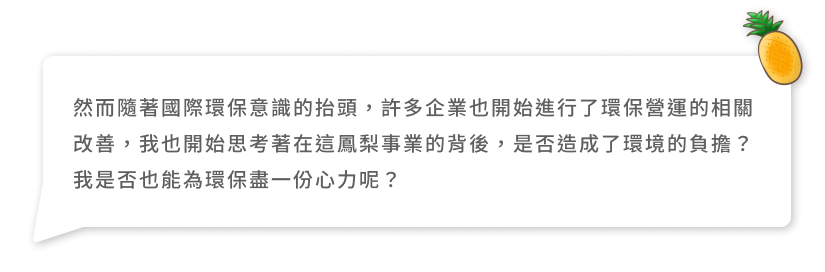 然而隨著國際環保意識的抬頭，許多企業也開始進行了環保營運的相關
改善，我也開始思考著在這鳳梨事業的背後，是否造成了環境的負擔？
我是否也能為環保盡一份心力呢？